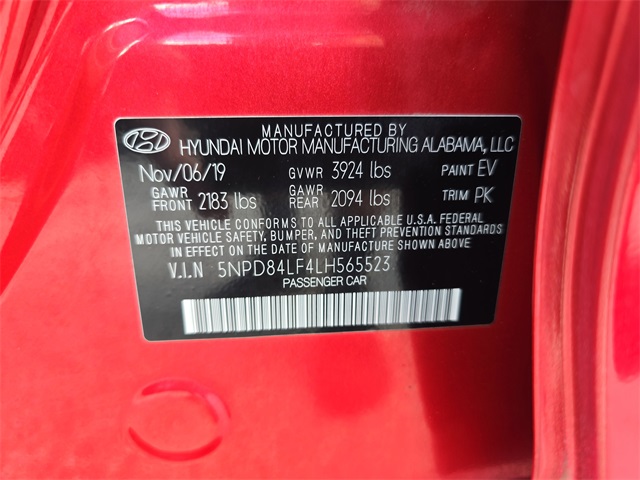 MANUFACTURED BY
HYUNDAI MOTOR MANUFACTURING ALABAMA, LLC
Nov/06/19 GVWR 3924 lbs PAINT EV
GAWR FRONT 2183 lbs GAWR REAR 2094 lbs TRIM PK
THIS VEHICLE CONFORMS TO ALL APPLICABLE U.S.A. FEDERAL
MOTOR VEHICLE SAFETY, BUMPER, AND THEFT PREVENTION STANDARDS
IN EFFECT ON THE DATE OF MANUFACTURE SHOWN ABOVE.
V.I.N 5NPD84LF4LH565523
PASSENGER CAR